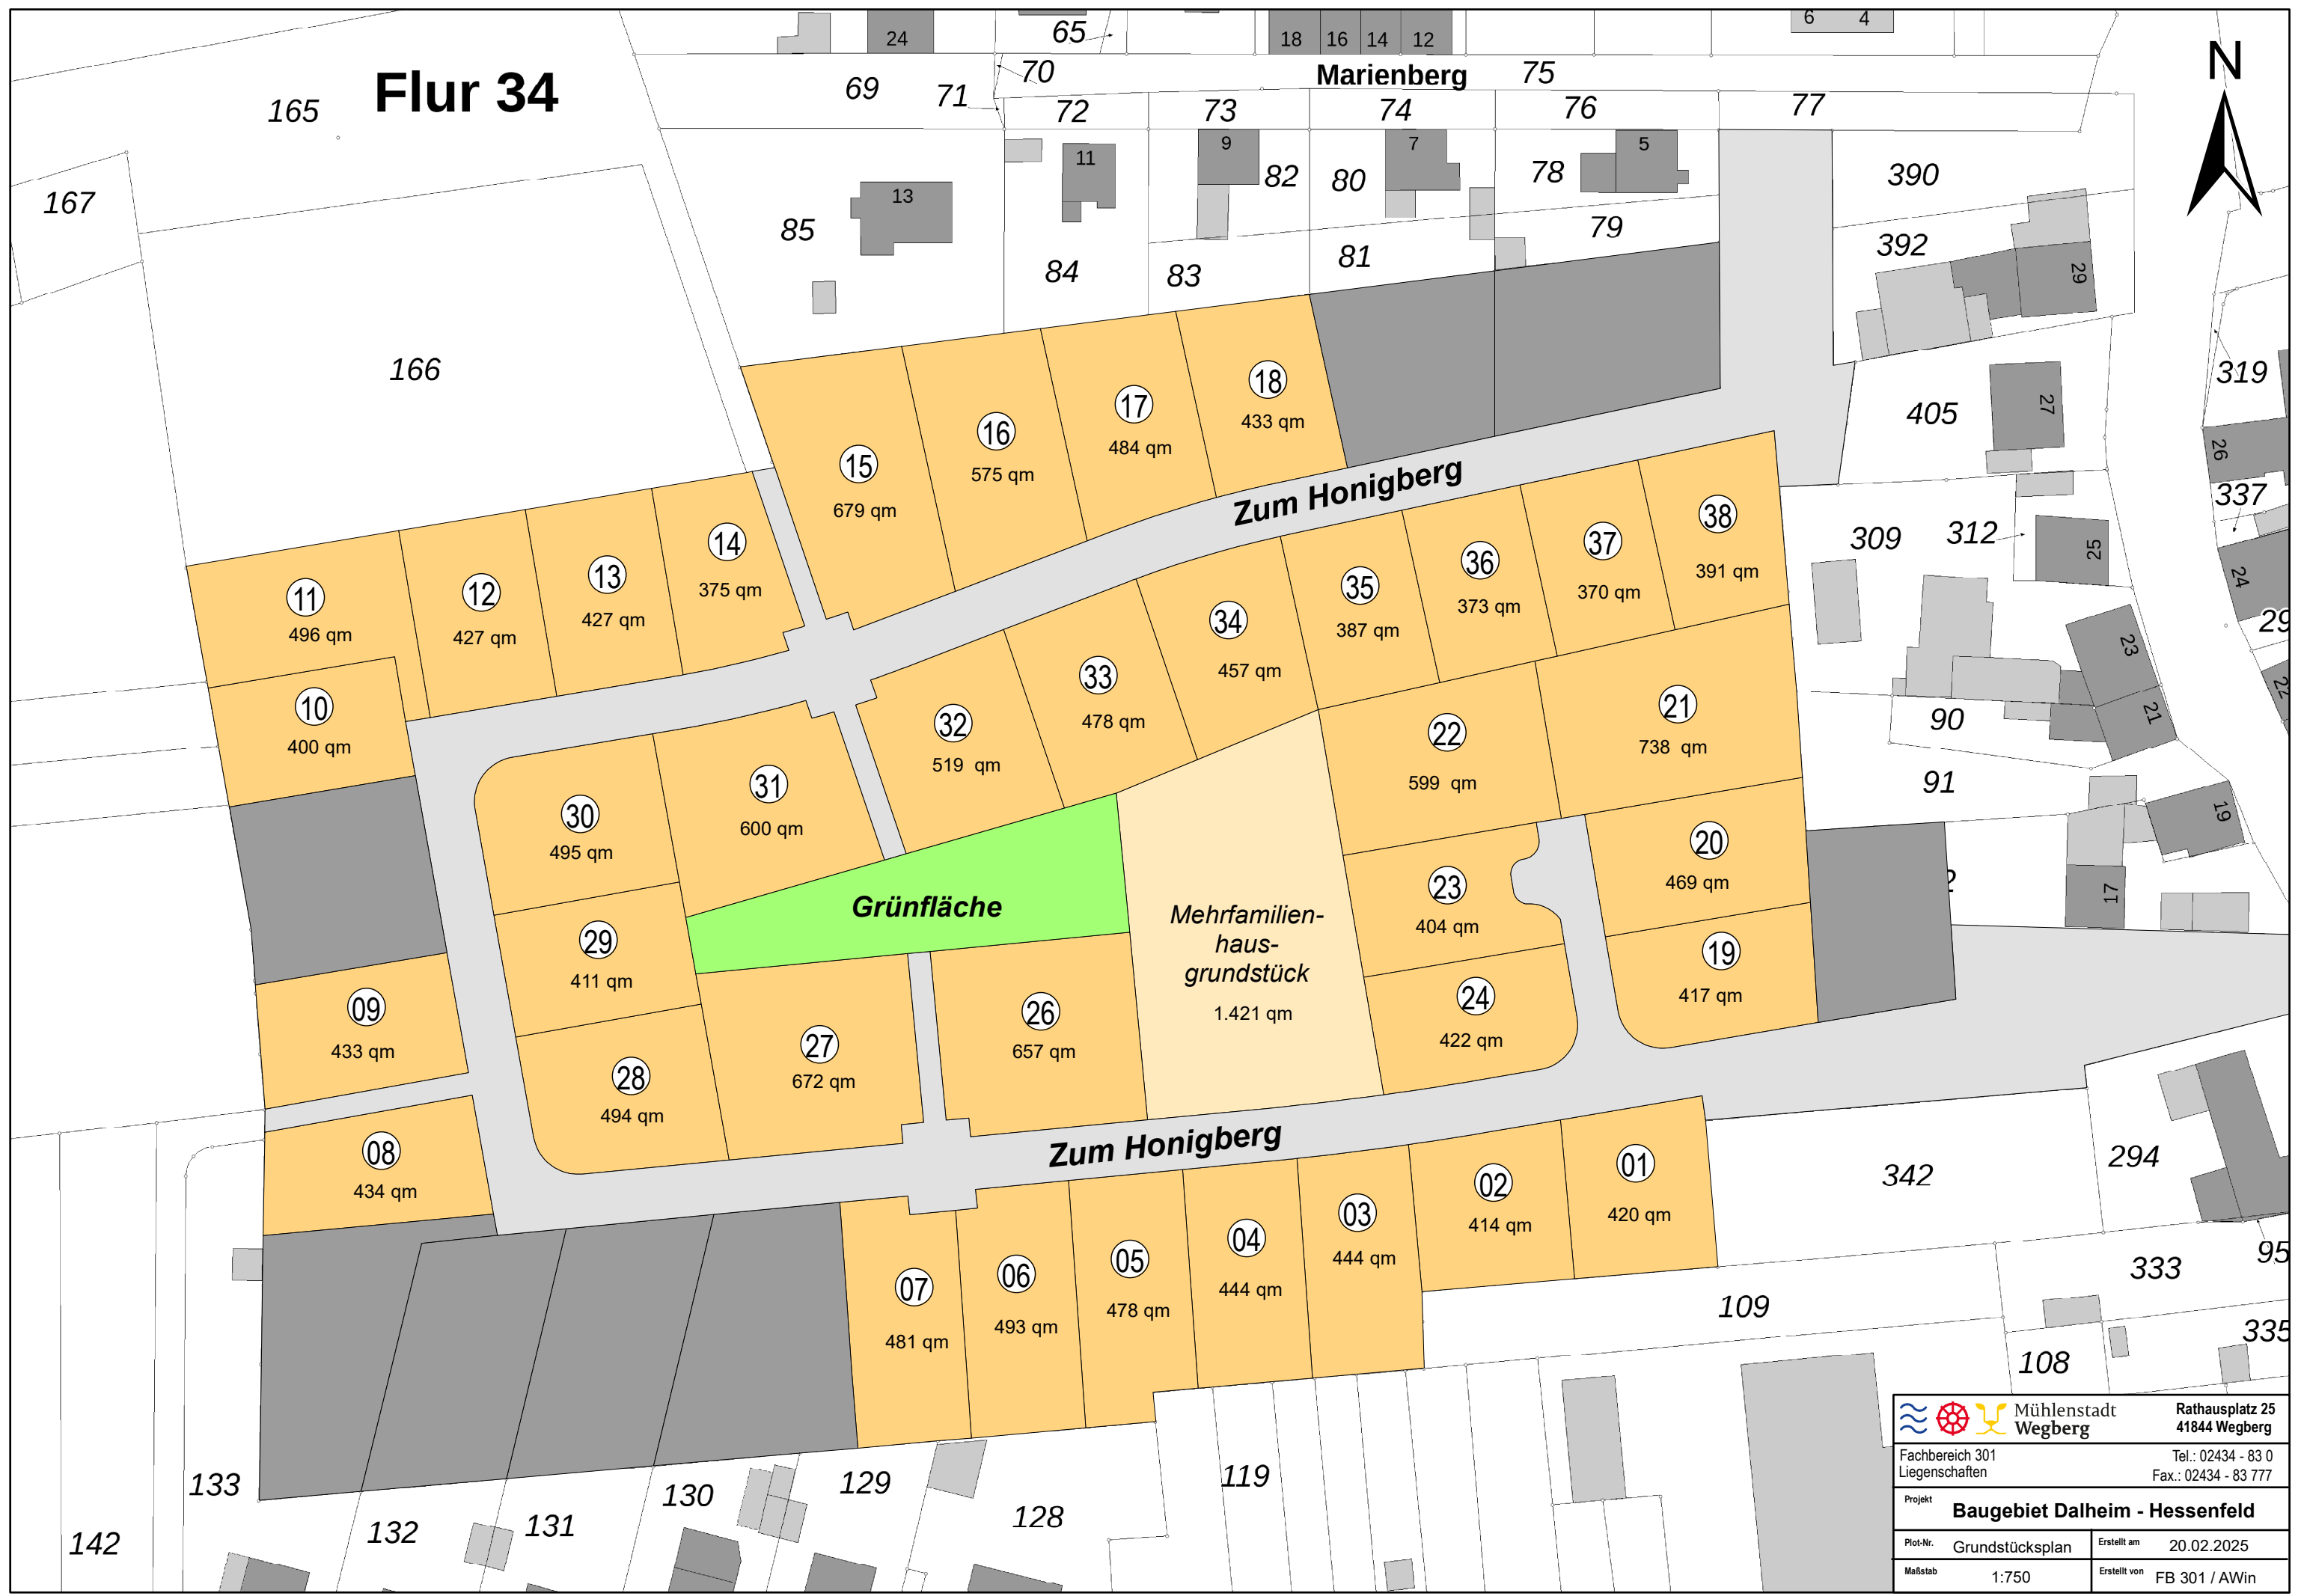 24
65
18
16
14
12
6
4
Flur 34
165
69
71
70
Marienberg
75
72
73
74
76
77
N
167
166
85
13
11
84
9
82
83
7
80
81
5
78
79
390
392
29
319
405
27
26
337
309
312
25
24
29
23
21
22
90
91
19
17
18
433 qm
17
484 qm
16
575 qm
15
679 qm
14
375 qm
13
427 qm
12
427 qm
11
496 qm
10
400 qm
Zum Honigberg
38
391 qm
37
370 qm
36
373 qm
35
387 qm
34
457 qm
33
478 qm
32
519 qm
31
600 qm
30
495 qm
22
599 qm
21
738 qm
20
469 qm
23
404 qm
19
417 qm
24
422 qm
Grünfläche
Mehrfamilien-
haus-
grundstück
1.421 qm
29
411 qm
09
433 qm
28
494 qm
27
672 qm
26
657 qm
08
434 qm
Zum Honigberg
01
420 qm
02
414 qm
03
444 qm
04
444 qm
05
478 qm
06
493 qm
07
481 qm
342
294
333
95
109
335
108
119
133
142
132
131
130
129
128
Mühlenstadt
Wegberg
Rathausplatz 25
41844 Wegberg
Fachbereich 301
Liegenschaften
Tel.: 02434 - 83 0
Fax.: 02434 - 83 777
Projekt
Baugebiet Dalheim - Hessenfeld
Plot-Nr.
Grundstücksplan
Erstellt am
20.02.2025
Maßstab
1:750
Erstellt von
FB 301 / AWin